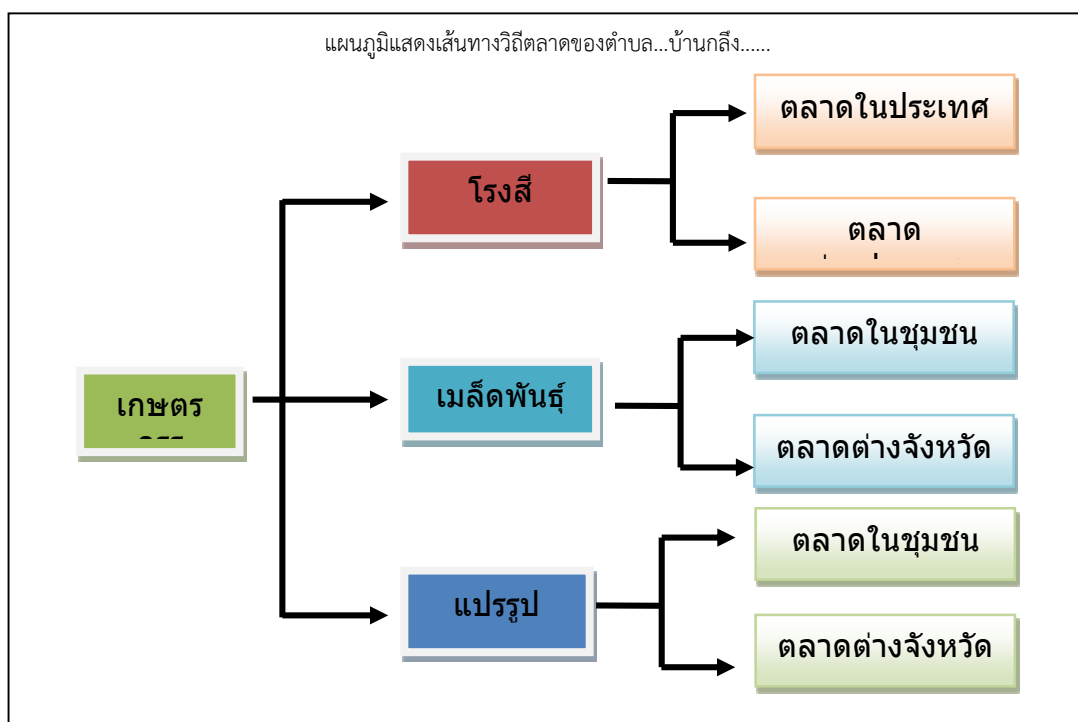 แผนภูมิแสดงเส้นทางวิถีตลาดของตำบล...บ้านกลึง......
ตลาดในประเทศ
โรงสี
ตลาด
ตลาดในชุมชน
เมล็ดพันธุ์
เกษตร
ตลาดต่างจังหวัด
ตลาดในชุมชน
แปรรูป
ตลาดต่างจังหวัด